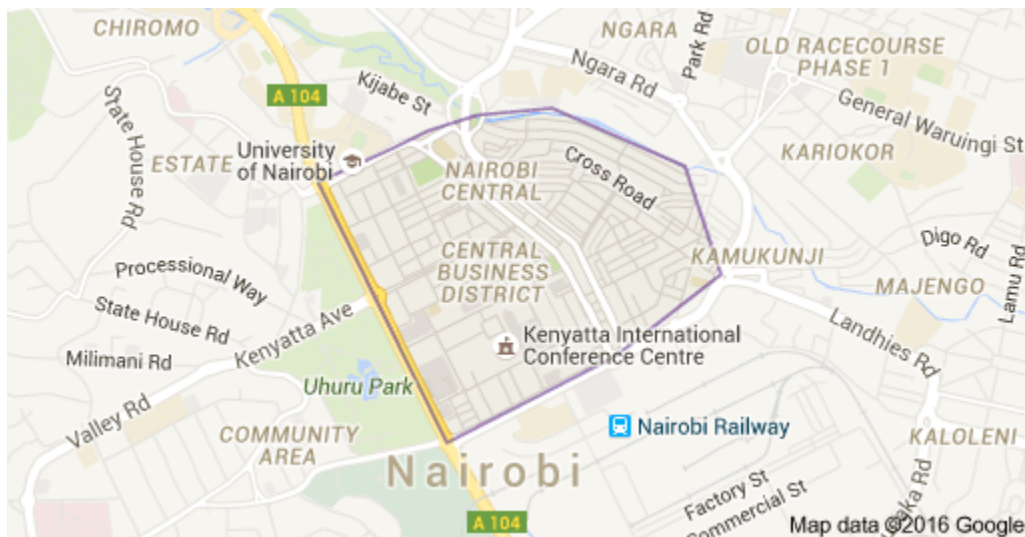 CHIROMO
NGARA
Park Rd
OLD RACECOURSE
PHASE 1
Ngara Rd
A 104
Kijabe St
State House Rd
General Waruingi St
ESTATE
University
of Nairobi
NAIROBI
CENTRAL
Cross Road
KARIOKOR
Digo Rd
Lamu Rd
KAMUKUNJI
MAJENGO
CENTRAL
BUSINESS
DISTRICT
Processional Way
State House Rd
Kenyatta Ave
Milimani Rd
Kenyatta International
Conference Centre
Landhies Rd
Uhuru Park
Valley Rd
COMMUNITY
AREA
Nairobi Railway
KALOLENI
Nairobi
Factory St
Commercial St
Rd
A 104
Map data ©2016 Google